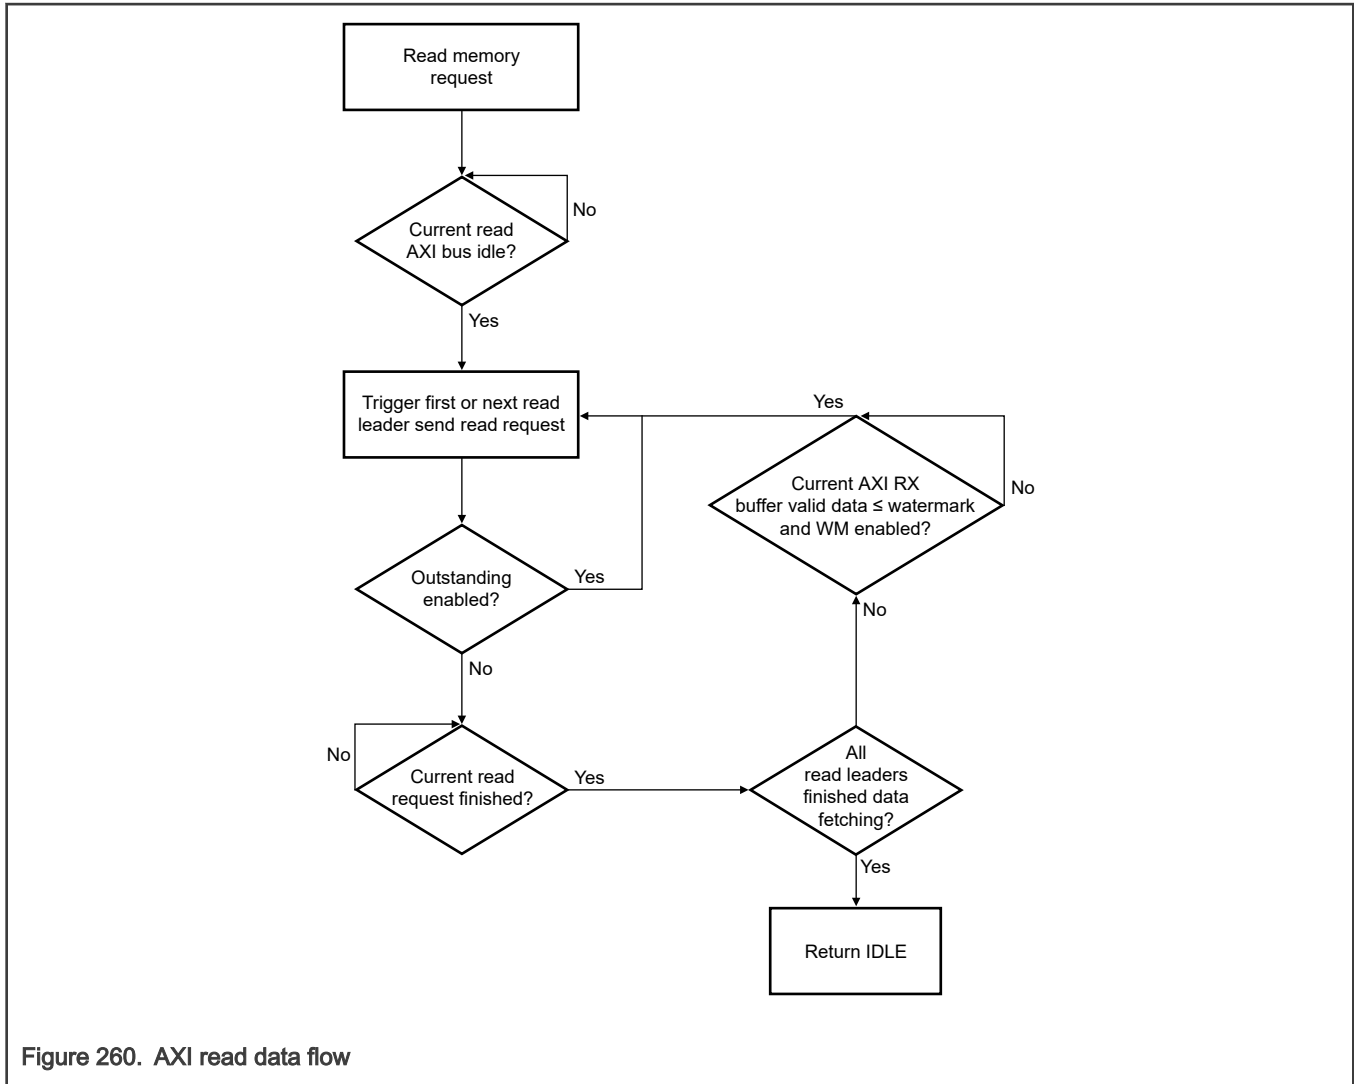 Read memory
request
Current read
AXI bus idle?
No
Yes
Trigger first or next read
leader send read request
Outstanding
enabled?
Yes
No
Current read
request finished?
No
Yes
All
read leaders
finished data
fetching?
No
Current AXI RX
buffer valid data ≤ watermark
and WM enabled?
Yes
No
Yes
Return IDLE
Figure 260. AXI read data flow